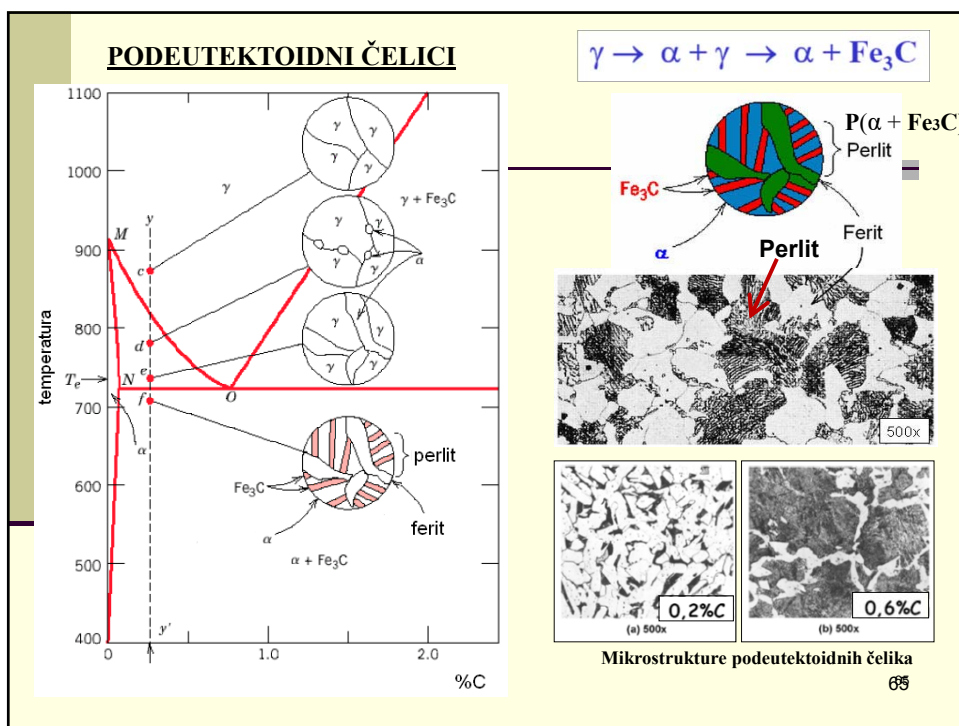 PODEUTEKTOIDNI ČELICI
γ → α + γ → α + Fe₃C
1100
1000
900
800
700
600
500
400
temperatura
0
1.0
2.0
%C
γ
y
M
c
d
e
Tₑ
N
f
O
α
y'
γ + Fe₃C
γ
γ
γ
γ
γ
γ
γ
γ
γ
α
γ
γ
γ
γ
perlit
Fe₃C
ferit
α
α + Fe₃C
P(α + Fe₃C)
Perlit
Fe₃C
Ferit
α
Perlit
500x
0,2%C
0,6%C
(a) 500x
(b) 500x
Mikrostrukture podeutektoidnih čelika
65